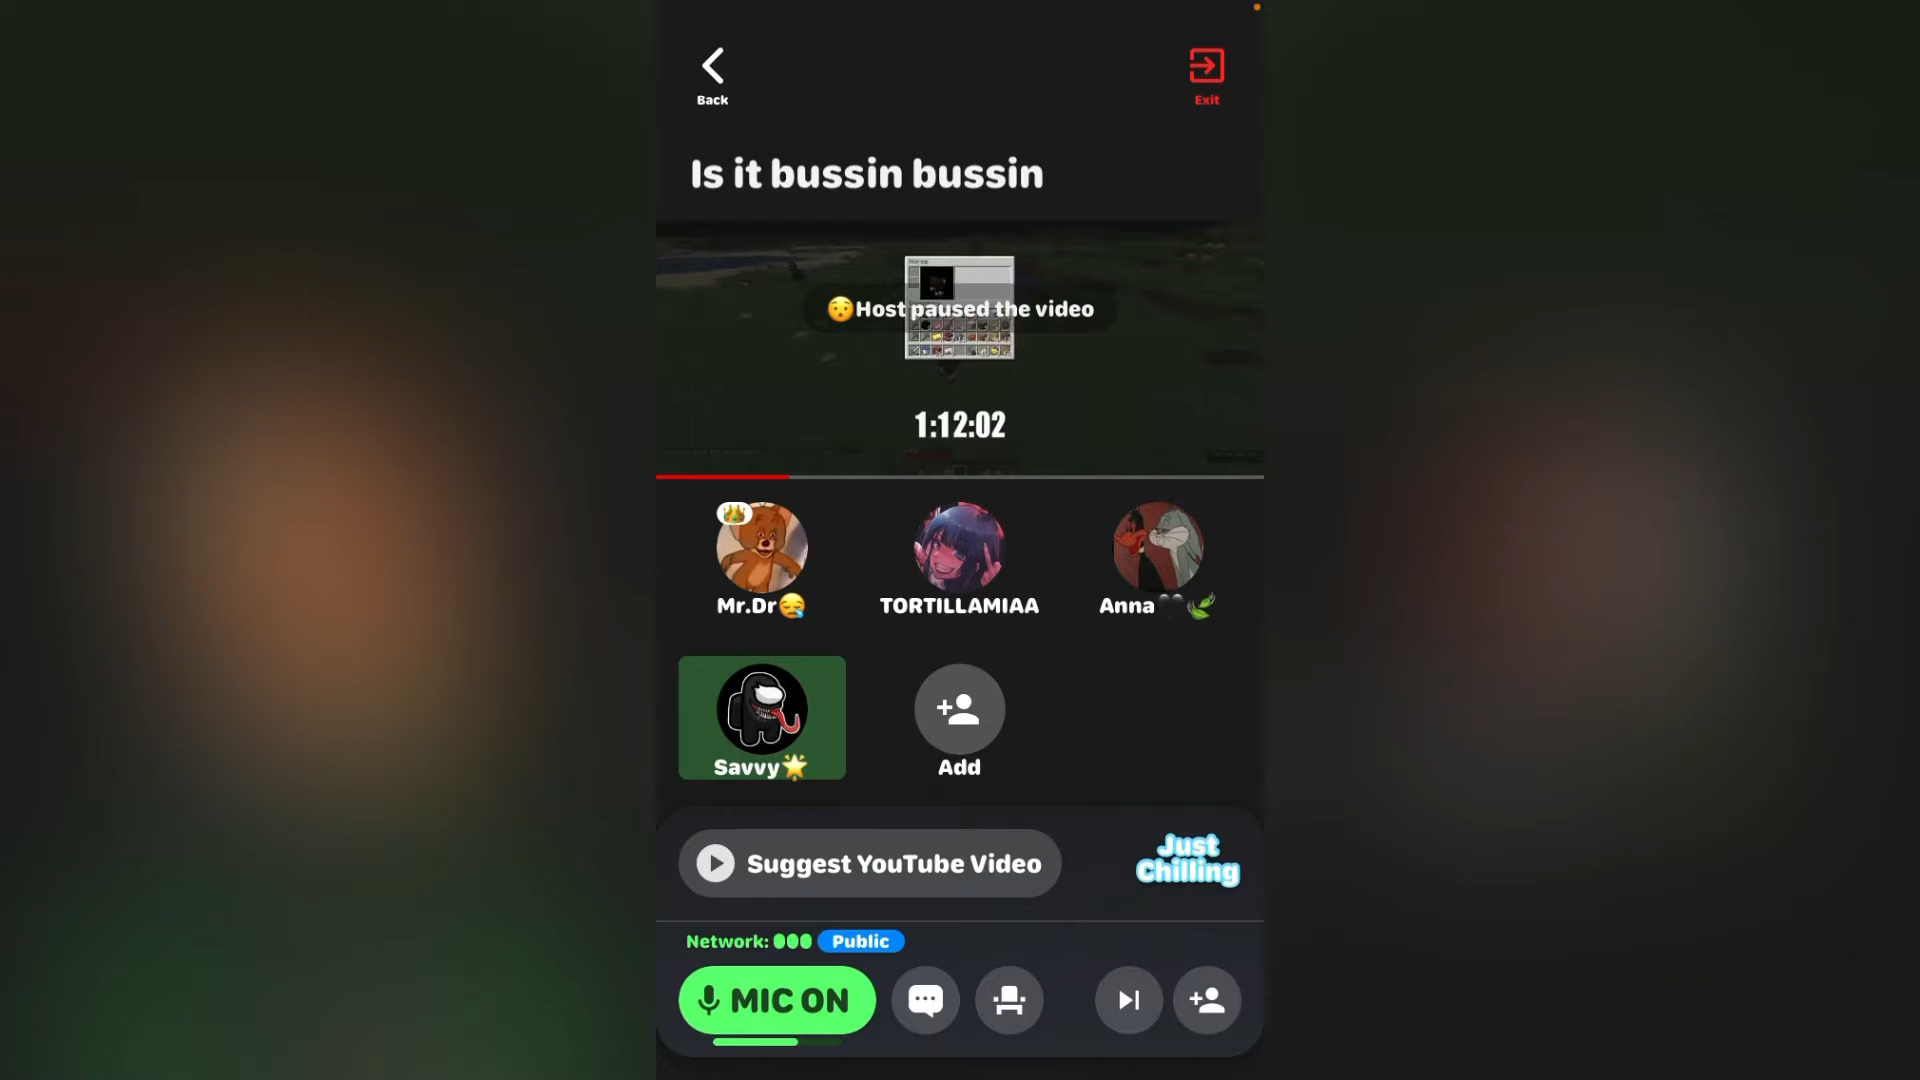 Back
Exit
Is it bussin bussin
Horse
😯Host paused the video
1:12:02
Mr.Dr😪
TORTILLAMIAA
Anna🖤🌿
Savvy🌟
Add
Suggest YouTube Video
Just
Chilling
Network:
Public
MIC ON